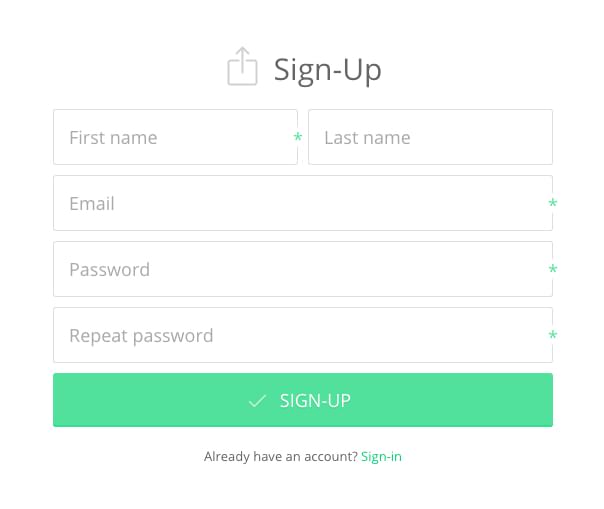 Sign-Up
First name * Last name
Email *
Password *
Repeat password *
SIGN-UP
Already have an account? Sign-in